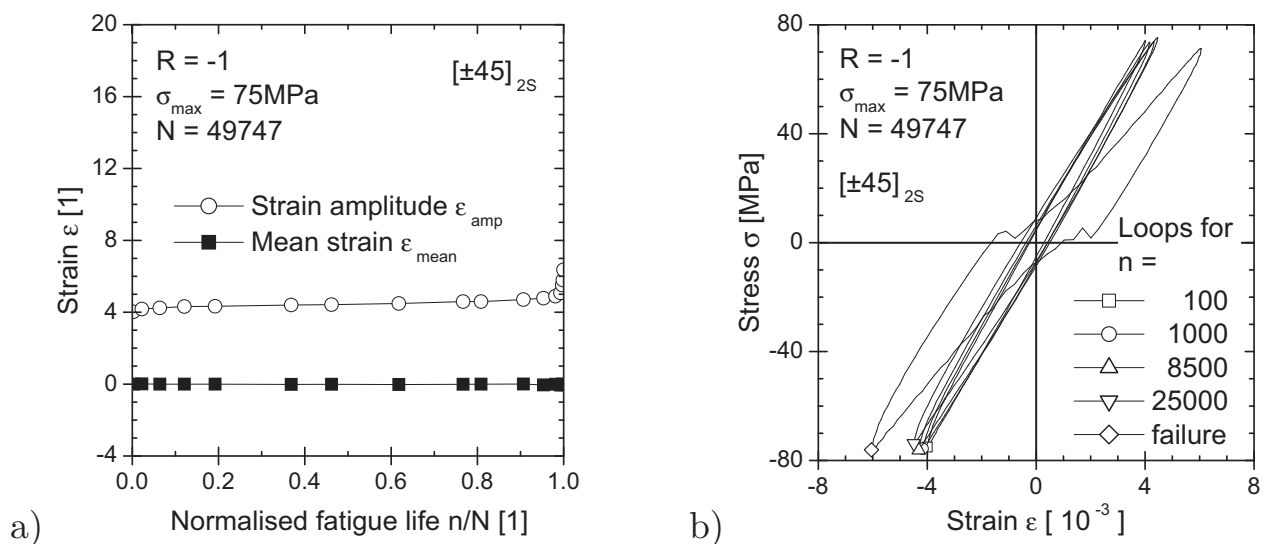 20
16
12
8
4
0
-4
Strain ε [1]
R = -1
σmax = 75MPa
N = 49747
[±45]2S
Strain amplitude εamp
Mean strain εmean
0.0 0.2 0.4 0.6 0.8 1.0
Normalised fatigue life n/N [1]
a)
80
40
0
-40
-80
Stress σ [MPa]
R = -1
σmax = 75MPa
N = 49747
[±45]2S
Loops for
n =
100
1000
8500
25000
failure
-8 -4 0 4 8
Strain ε [ 10-3 ]
b)